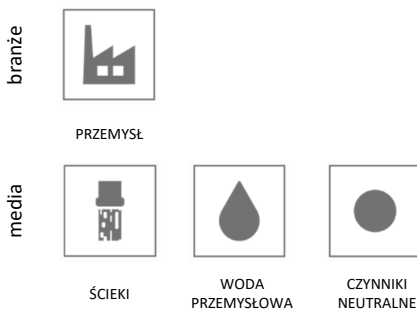 branże
PRZEMYSŁ
media
ŚCIEKI
WODA
PRZEMYSŁOWA
CZYNNIKI
NEUTRALNE